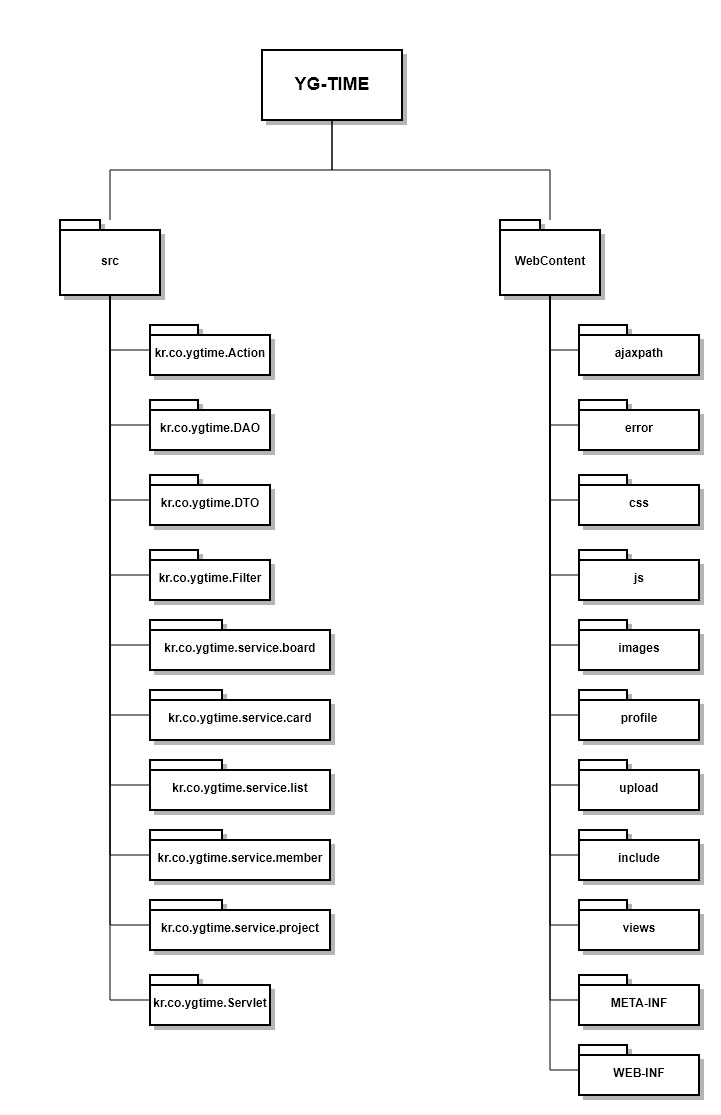 YG-TIME
src
kr.co.ygtime.Action
kr.co.ygtime.DAO
kr.co.ygtime.DTO
kr.co.ygtime.Filter
kr.co.ygtime.service.board
kr.co.ygtime.service.card
kr.co.ygtime.service.list
kr.co.ygtime.service.member
kr.co.ygtime.service.project
kr.co.ygtime.Servlet
WebContent
ajaxpath
error
css
js
images
profile
upload
include
views
META-INF
WEB-INF